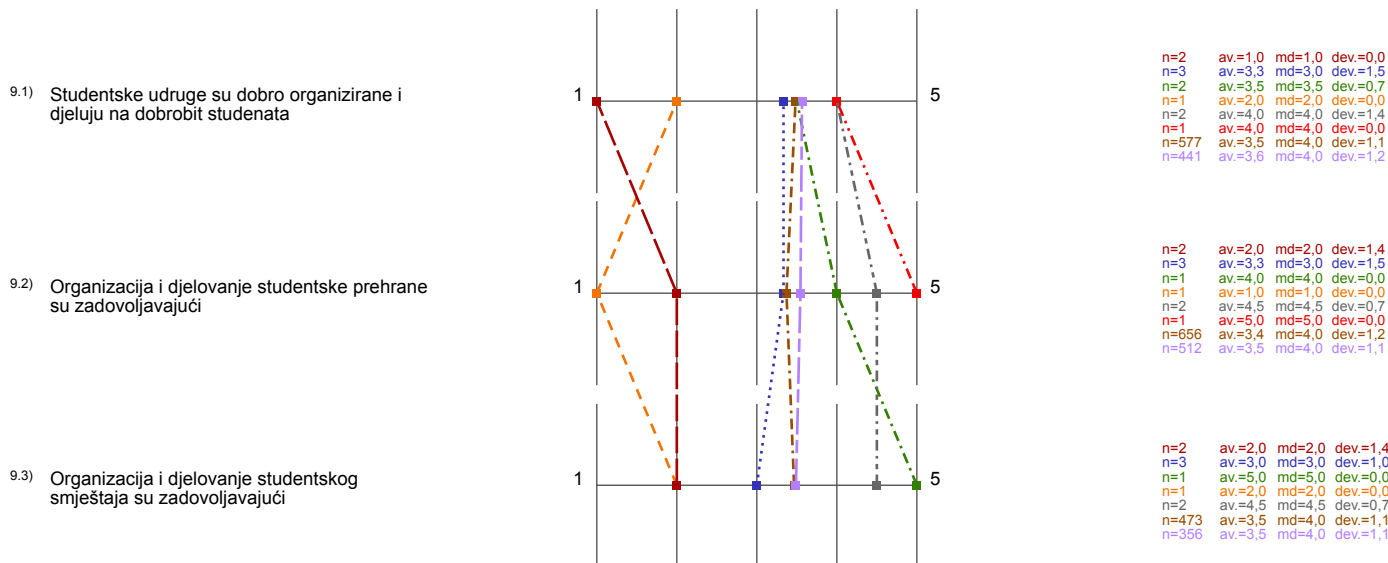 9.1) Studentske udruge su dobro organizirane i
djeluju na dobrobit studenata
1
5
n=2 av.=1,0 md=1,0 dev.=0,0
n=3 av.=3,3 md=3,0 dev.=1,5
n=2 av.=3,5 md=3,5 dev.=0,7
n=1 av.=2,0 md=2,0 dev.=0,0
n=2 av.=4,0 md=4,0 dev.=1,4
n=1 av.=4,0 md=4,0 dev.=0,0
n=577 av.=3,5 md=4,0 dev.=1,1
n=441 av.=3,6 md=4,0 dev.=1,2
9.2) Organizacija i djelovanje studentske prehrane
su zadovoljavajući
1
5
n=2 av.=2,0 md=2,0 dev.=1,4
n=3 av.=3,3 md=3,0 dev.=1,5
n=1 av.=4,0 md=4,0 dev.=0,0
n=1 av.=1,0 md=1,0 dev.=0,0
n=2 av.=4,5 md=4,5 dev.=0,7
n=1 av.=5,0 md=5,0 dev.=0,0
n=656 av.=3,4 md=4,0 dev.=1,2
n=512 av.=3,5 md=4,0 dev.=1,1
9.3) Organizacija i djelovanje studentskog
smještaja su zadovoljavajući
1
5
n=2 av.=2,0 md=2,0 dev.=1,4
n=3 av.=3,0 md=3,0 dev.=1,0
n=1 av.=5,0 md=5,0 dev.=0,0
n=1 av.=2,0 md=2,0 dev.=0,0
n=2 av.=4,5 md=4,5 dev.=0,7
n=473 av.=3,5 md=4,0 dev.=1,1
n=356 av.=3,5 md=4,0 dev.=1,1